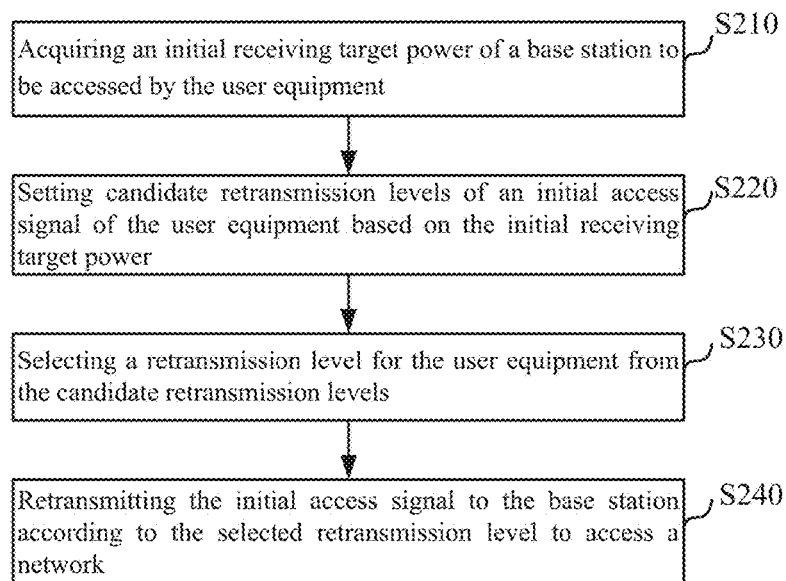 S210
Acquiring an initial receiving target power of a base station to
be accessed by the user equipment
S220
Setting candidate retransmission levels of an initial access
signal of the user equipment based on the initial receiving
target power
S230
Selecting a retransmission level for the user equipment from
the candidate retransmission levels
S240
Retransmitting the initial access signal to the base station
according to the selected retransmission level to access a
network